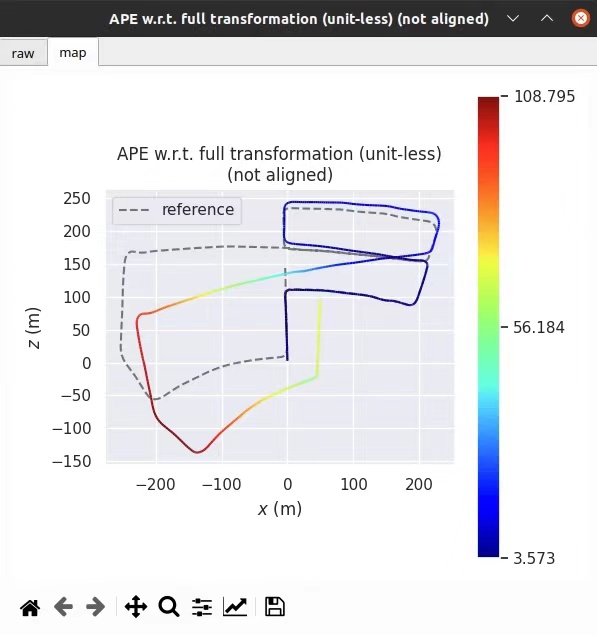 APE w.r.t. full transformation (unit-less) (not aligned)
raw
map
APE w.r.t. full transformation (unit-less)
(not aligned)
reference
250
200
150
100
50
0
−50
−100
−150
z (m)
−200
−100
0
100
200
x (m)
108.795
56.184
3.573